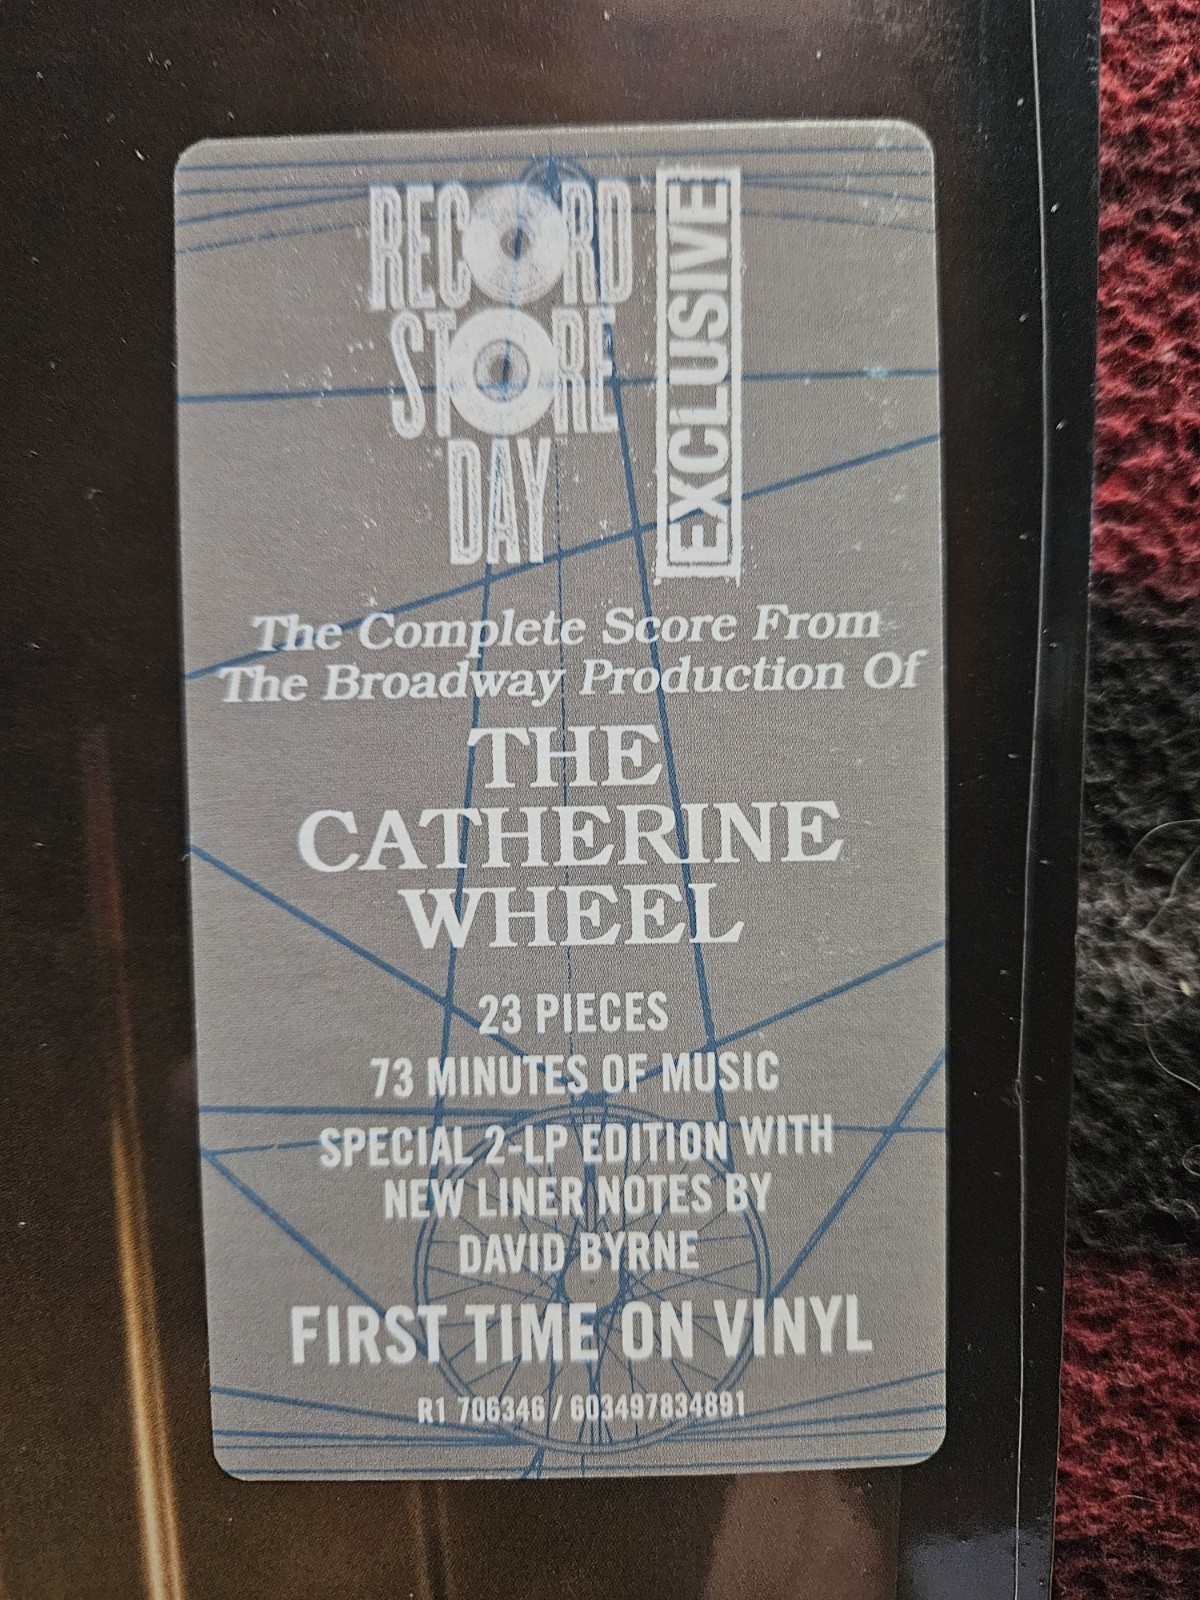 RECORD
STORE
DAY
EXCLUSIVE
The Complete Score From
The Broadway Production Of
THE
CATHERINE
WHEEL
23 PIECES
73 MINUTES OF MUSIC
SPECIAL 2-LP EDITION WITH
NEW LINER NOTES BY
DAVID BYRNE
FIRST TIME ON VINYL
R1 706346 / 603497834891